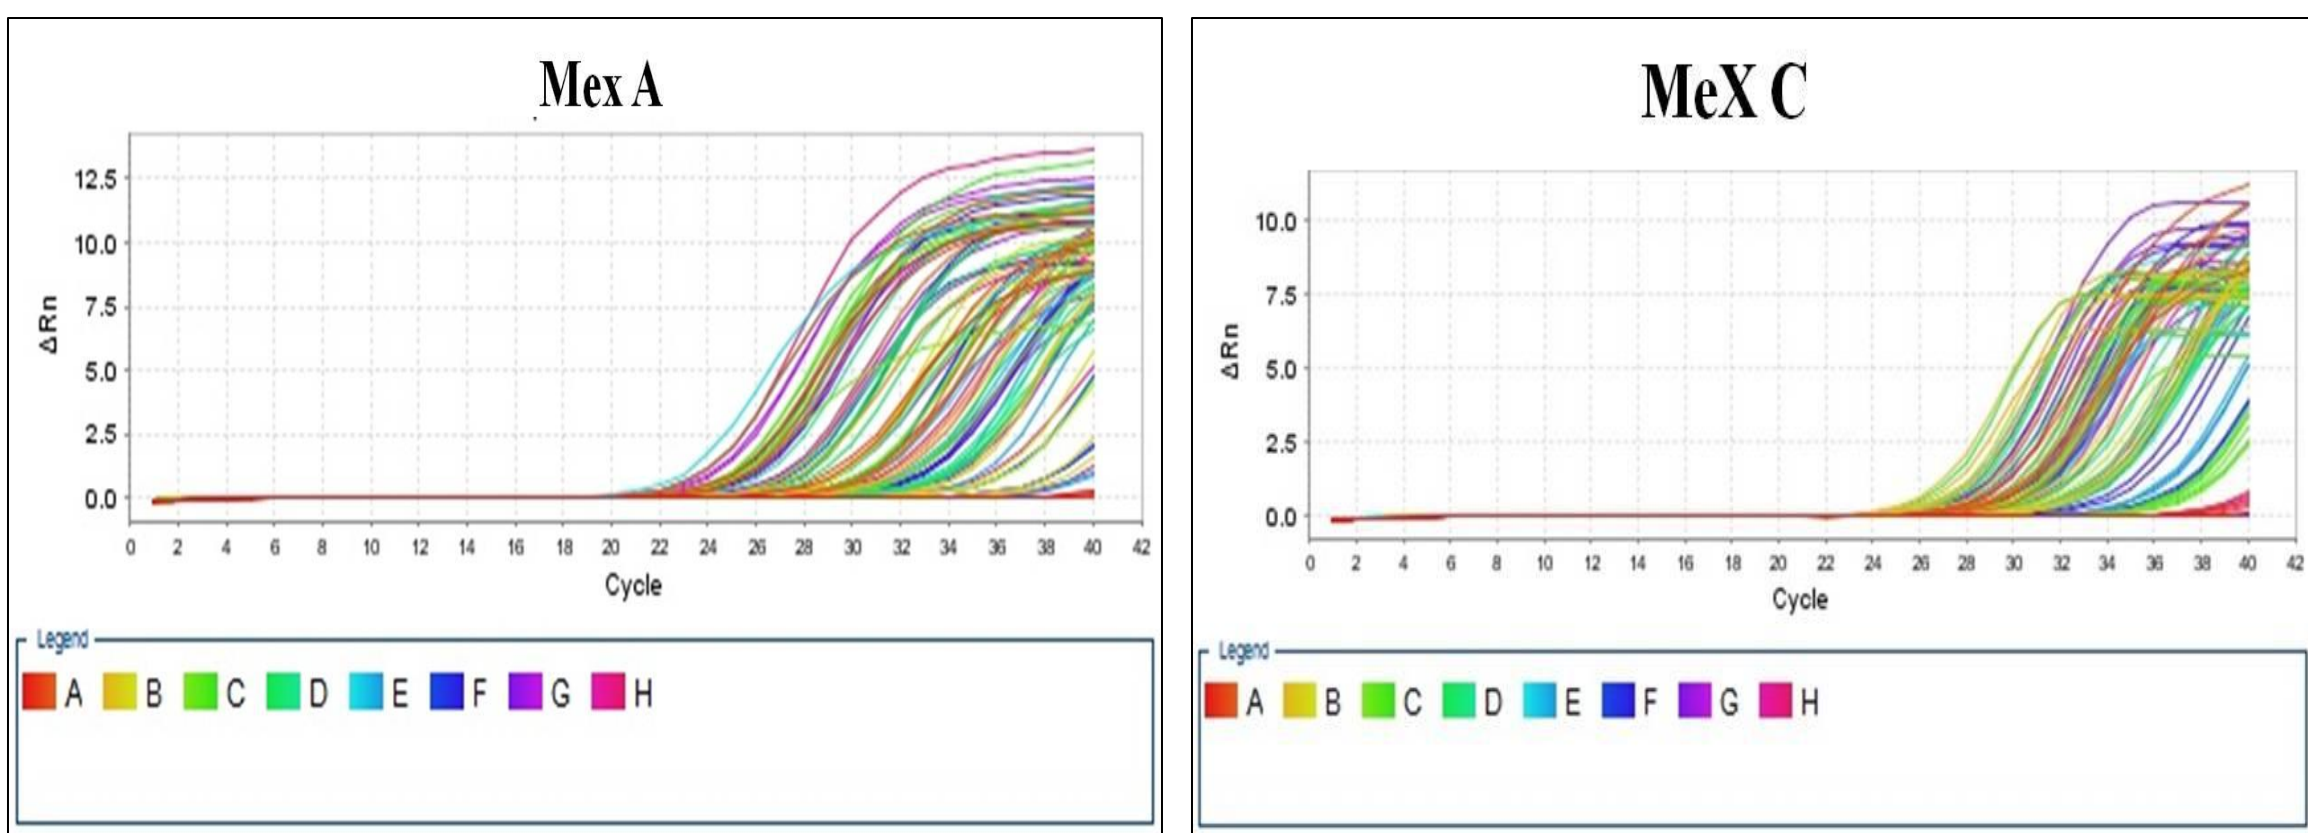 Mex A
12.5
10.0
7.5
5.0
2.5
0.0
ΔRn
0 2 4 6 8 10 12 14 16 18 20 22 24 26 28 30 32 34 36 38 40 42
Cycle
Legend
A B C D E F G H
MeX C
10.0
7.5
5.0
2.5
0.0
ΔRn
0 2 4 6 8 10 12 14 16 18 20 22 24 26 28 30 32 34 36 38 40 42
Cycle
Legend
A B C D E F G H